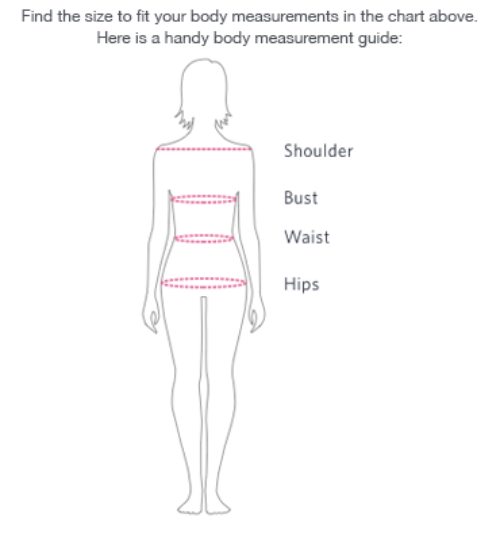 Find the size to fit your body measurements in the chart above.
Here is a handy body measurement guide:
Shoulder
Bust
Waist
Hips